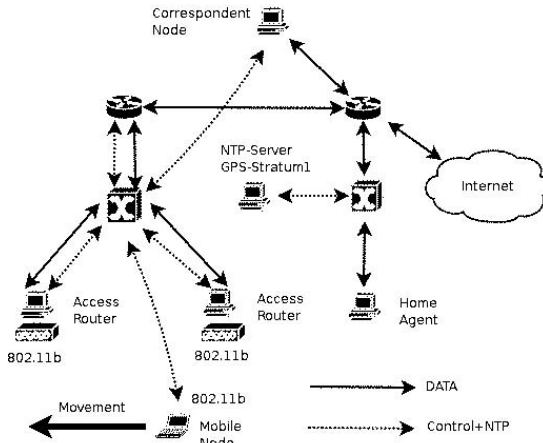 Correspondent
Node
NTP-Server
GPS-Stratum1
Internet
Access
Router
802.11b
Access
Router
802.11b
Home
Agent
802.11b
Movement
Mobile
Node
DATA
Control+NTP